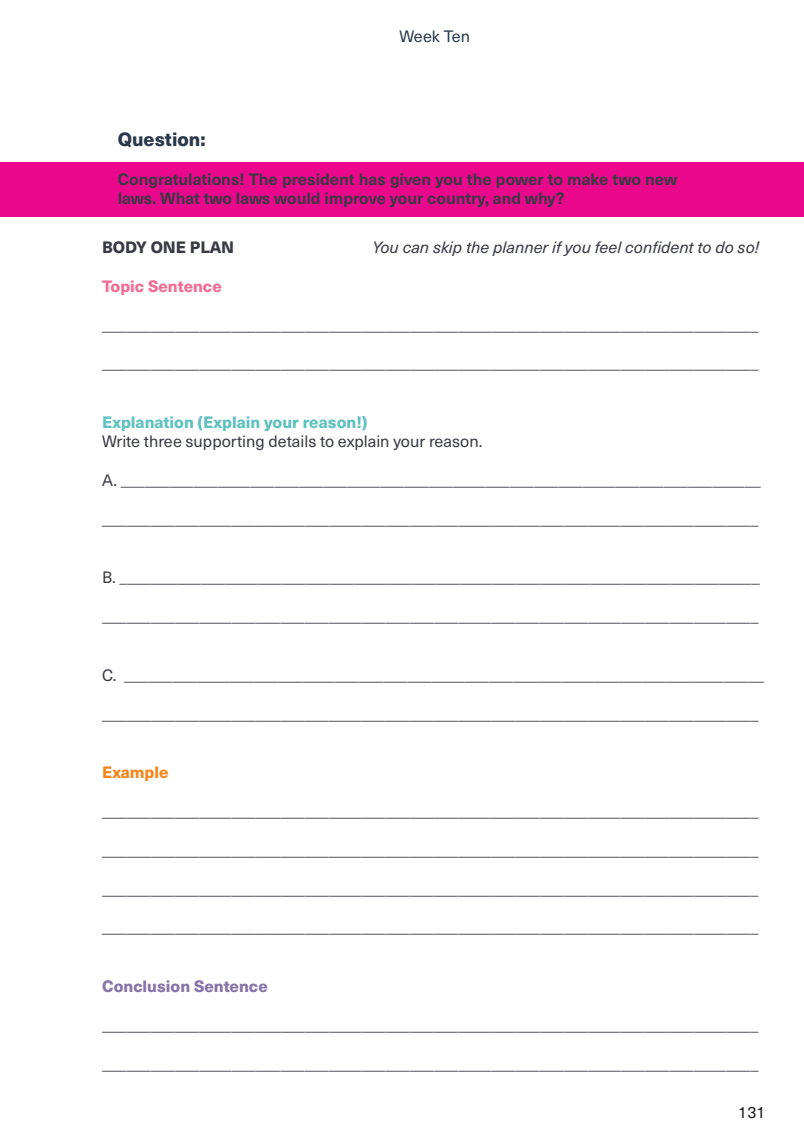 Week Ten
Question:
Congratulations! The president has given you the power to make two new
laws. What two laws would improve your country, and why?
BODY ONE PLAN
You can skip the planner if you feel confident to do so!
Topic Sentence
Explanation (Explain your reason!)
Write three supporting details to explain your reason.
A.
B.
C.
Example
Conclusion Sentence
131